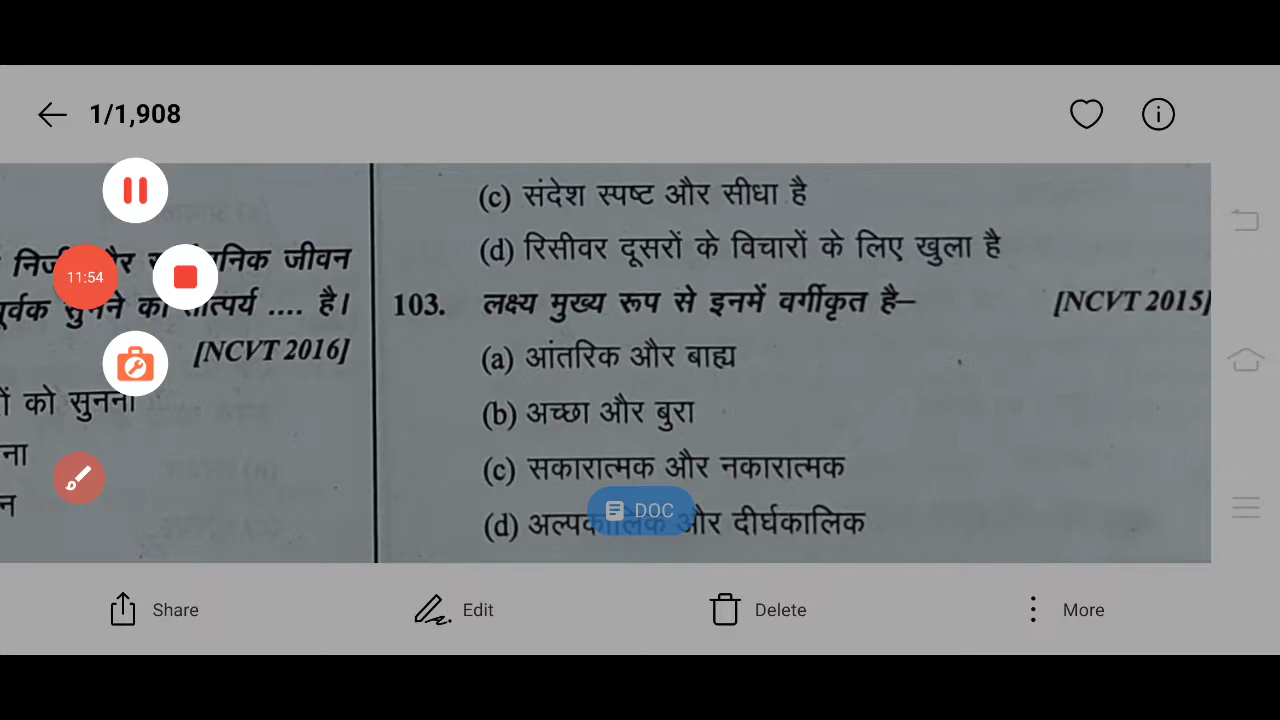 1/1,908
(c) संदेश स्पष्ट और सीधा है
(d) रिसीवर दूसरों के विचारों के लिए खुला है
103. लक्ष्य मुख्य रूप से इनमें वर्गीकृत है– [NCVT 2015]
(a) आंतरिक और बाह्य
(b) अच्छा और बुरा
(c) सकारात्मक और नकारात्मक
(d) अल्पकालिक और दीर्घकालिक
जीवन
11:54
तात्पर्य .... है।
[NCVT 2016]
को सुनना
DOC
Share Edit Delete More